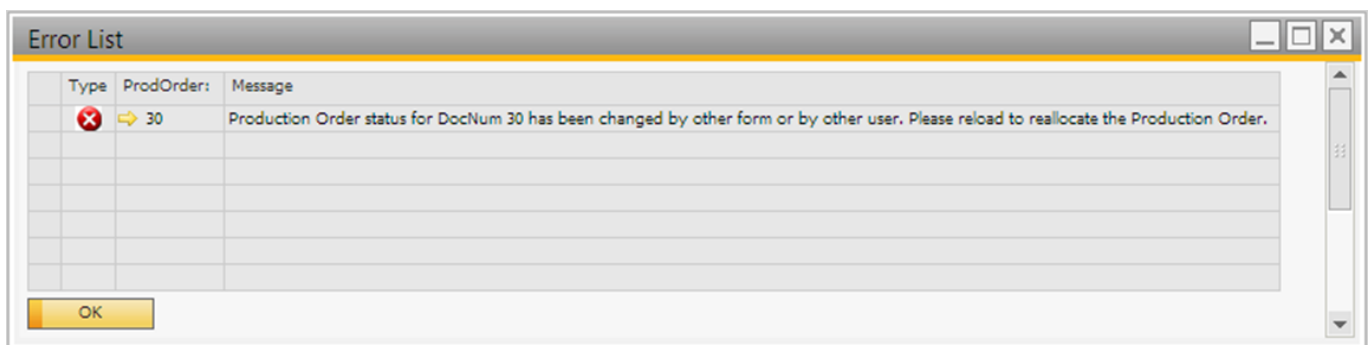 Error List
Type ProdOrder: Message
30 Production Order status for DocNum 30 has been changed by other form or by other user. Please reload to reallocate the Production Order.
OK